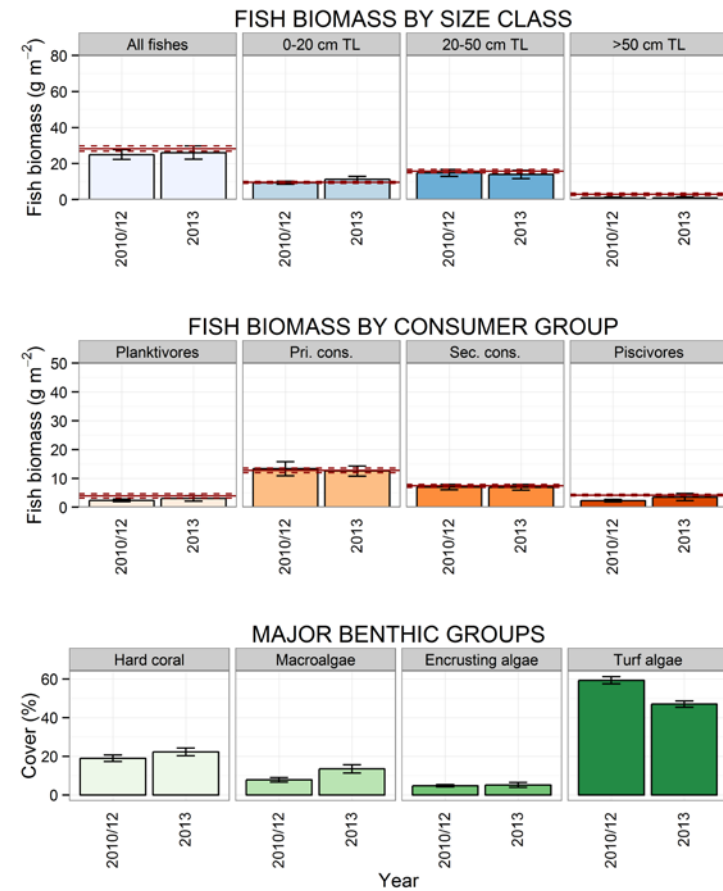 FISH BIOMASS BY SIZE CLASS
All fishes 0-20 cm TL 20-50 cm TL >50 cm TL
Fish biomass (g m⁻²)
80
60
40
20
0
2010/12 2013 2010/12 2013 2010/12 2013 2010/12 2013
FISH BIOMASS BY CONSUMER GROUP
Planktivores Pri. cons. Sec. cons. Piscivores
Fish biomass (g m⁻²)
50
40
30
20
10
0
2010/12 2013 2010/12 2013 2010/12 2013 2010/12 2013
MAJOR BENTHIC GROUPS
Hard coral Macroalgae Encrusting algae Turf algae
Cover (%)
60
40
20
0
2010/12 2013 2010/12 2013 2010/12 2013 2010/12 2013
Year